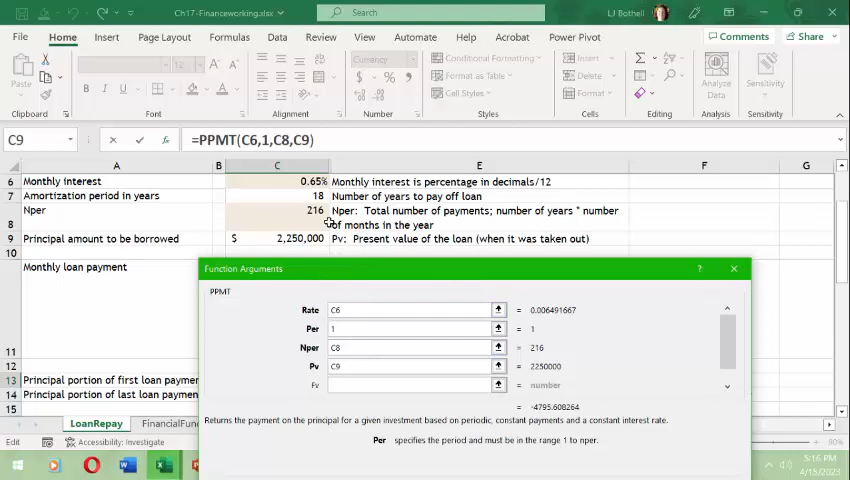 Ch17-Financeworking.xlsx
Search
LJ Bothell
File Home Insert Page Layout Formulas Data Review View Automate Help Acrobat Power Pivot
Comments Share
Paste
12
Currency
Conditional Formatting
Format as Table
Cell Styles
Insert
Delete
Format
Analyze Data
Sensitivity
Clipboard Font Alignment Number Styles Cells Editing Analysis Sensitivity
C9 =PPMT(C6,1,C8,C9)
A B C E F G
6 Monthly interest 0.65% Monthly interest is percentage in decimals/12
7 Amortization period in years 18 Number of years to pay off loan
Nper 216 Nper: Total number of payments; number of years * number
8 of months in the year
9 Principal amount to be borrowed $ 2,250,000 Pv: Present value of the loan (when it was taken out)
10
Monthly loan payment
11
12
13 Principal portion of first loan paymen
14 Principal portion of last loan paymen
15
Function Arguments
PPMT
Rate C6 = 0.006491667
Per 1 = 1
Nper C8 = 216
Pv C9 = 2250000
Fv = number
= -4795.608264
Returns the payment on the principal for a given investment based on periodic, constant payments and a constant interest rate.
Per specifies the period and must be in the range 1 to nper.
LoanRepay FinancialFunc
Edit Accessibility: Investigate
90%
5:16 PM
4/15/2023